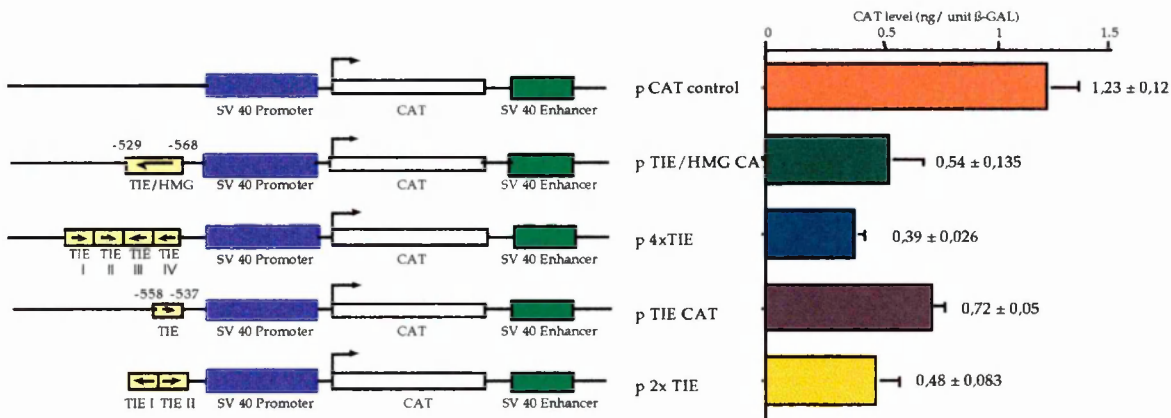 CAT level (ng/ unit ß-GAL)
0 0.5 1 1.5
SV 40 Promoter CAT SV 40 Enhancer p CAT control 1,23 ± 0,12
-529 -568
TIE/HMG SV 40 Promoter CAT SV 40 Enhancer p TIE/HMG CA 0,54 ± 0,135
TIE TIE TIE TIE SV 40 Promoter CAT SV 40 Enhancer p 4xTIE 0,39 ± 0,026
I II III IV
-558 -537
TIE SV 40 Promoter CAT SV 40 Enhancer p TIE CAT 0,72 ± 0,05
TIE I TIE II SV 40 Promoter CAT SV 40 Enhancer p 2x TIE 0,48 ± 0,083